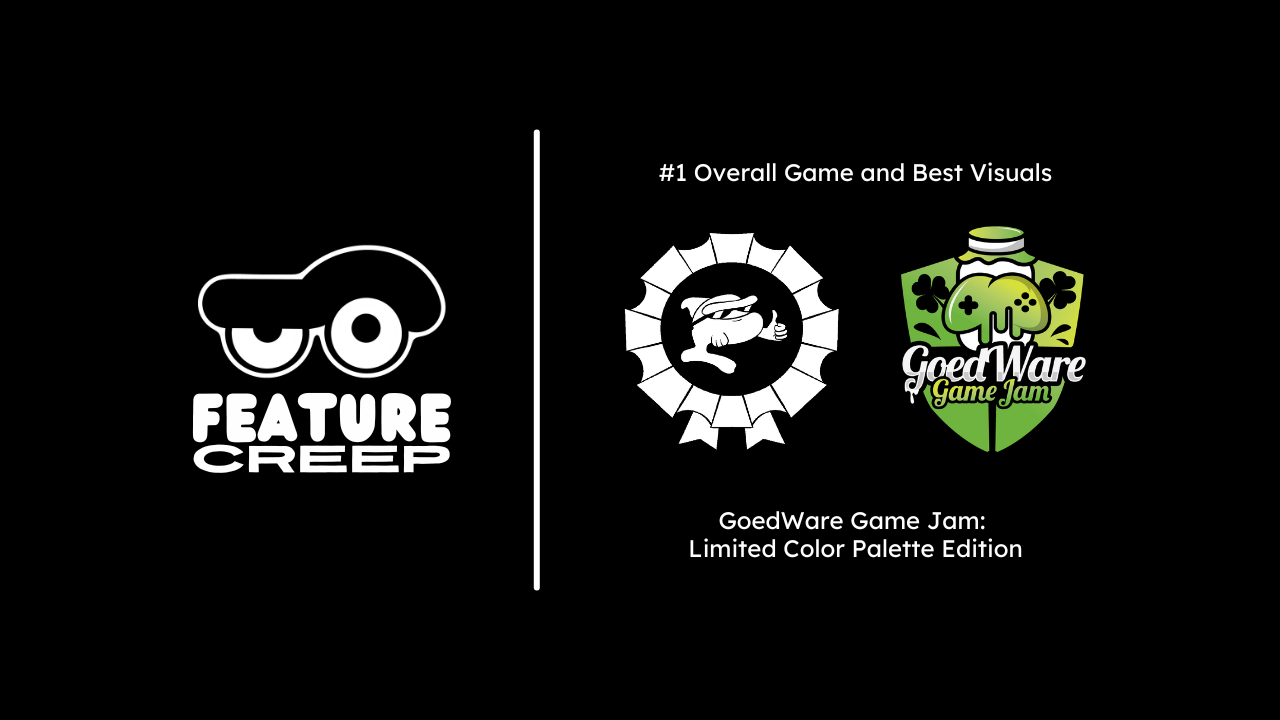 FEATURE
CREEP
#1 Overall Game and Best Visuals
GoedWare
Game Jam
GoedWare Game Jam:
Limited Color Palette Edition